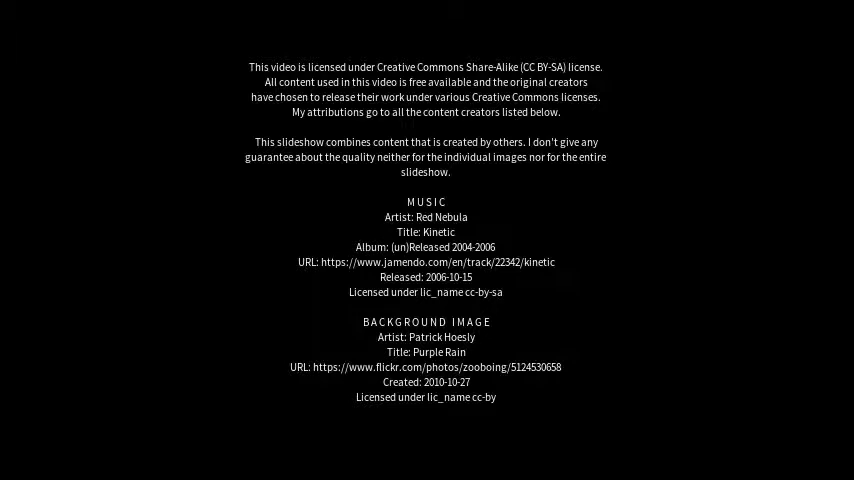 This video is licensed under Creative Commons Share-Alike (CC BY-SA) license.
All content used in this video is free available and the original creators
have chosen to release their work under various Creative Commons licenses.
My attributions go to all the content creators listed below.
This slideshow combines content that is created by others. I don't give any
guarantee about the quality neither for the individual images nor for the entire
slideshow.
MUSIC
Artist: Red Nebula
Title: Kinetic
Album: (un)Released 2004-2006
URL: https://www.jamendo.com/en/track/22342/kinetic
Released: 2006-10-15
Licensed under lic_name cc-by-sa
BACKGROUND IMAGE
Artist: Patrick Hoesly
Title: Purple Rain
URL: https://www.flickr.com/photos/zooboing/5124530658
Created: 2010-10-27
Licensed under lic_name cc-by